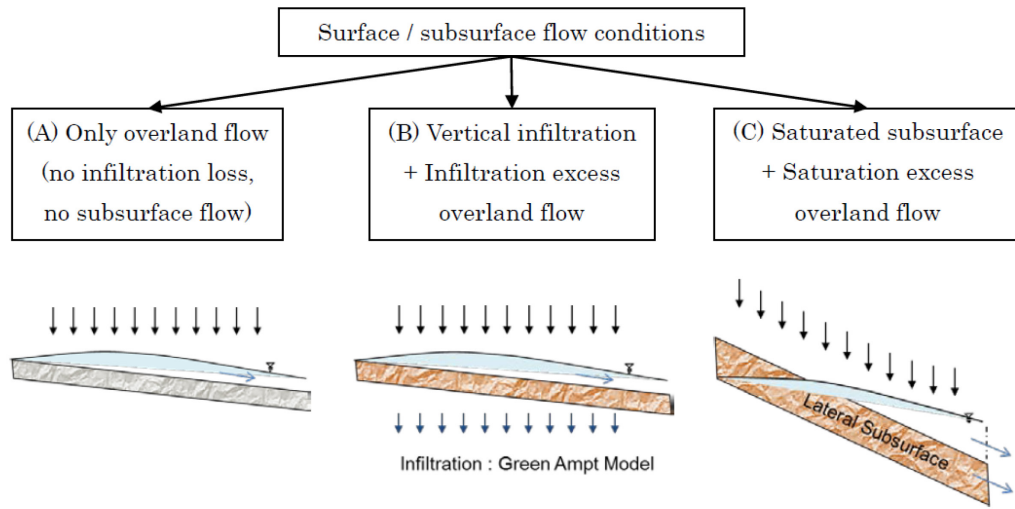 Surface / subsurface flow conditions
(A) Only overland flow
(no infiltration loss,
no subsurface flow)
(B) Vertical infiltration
+ Infiltration excess
overland flow
(C) Saturated subsurface
+ Saturation excess
overland flow
Infiltration : Green Ampt Model
Lateral Subsurface